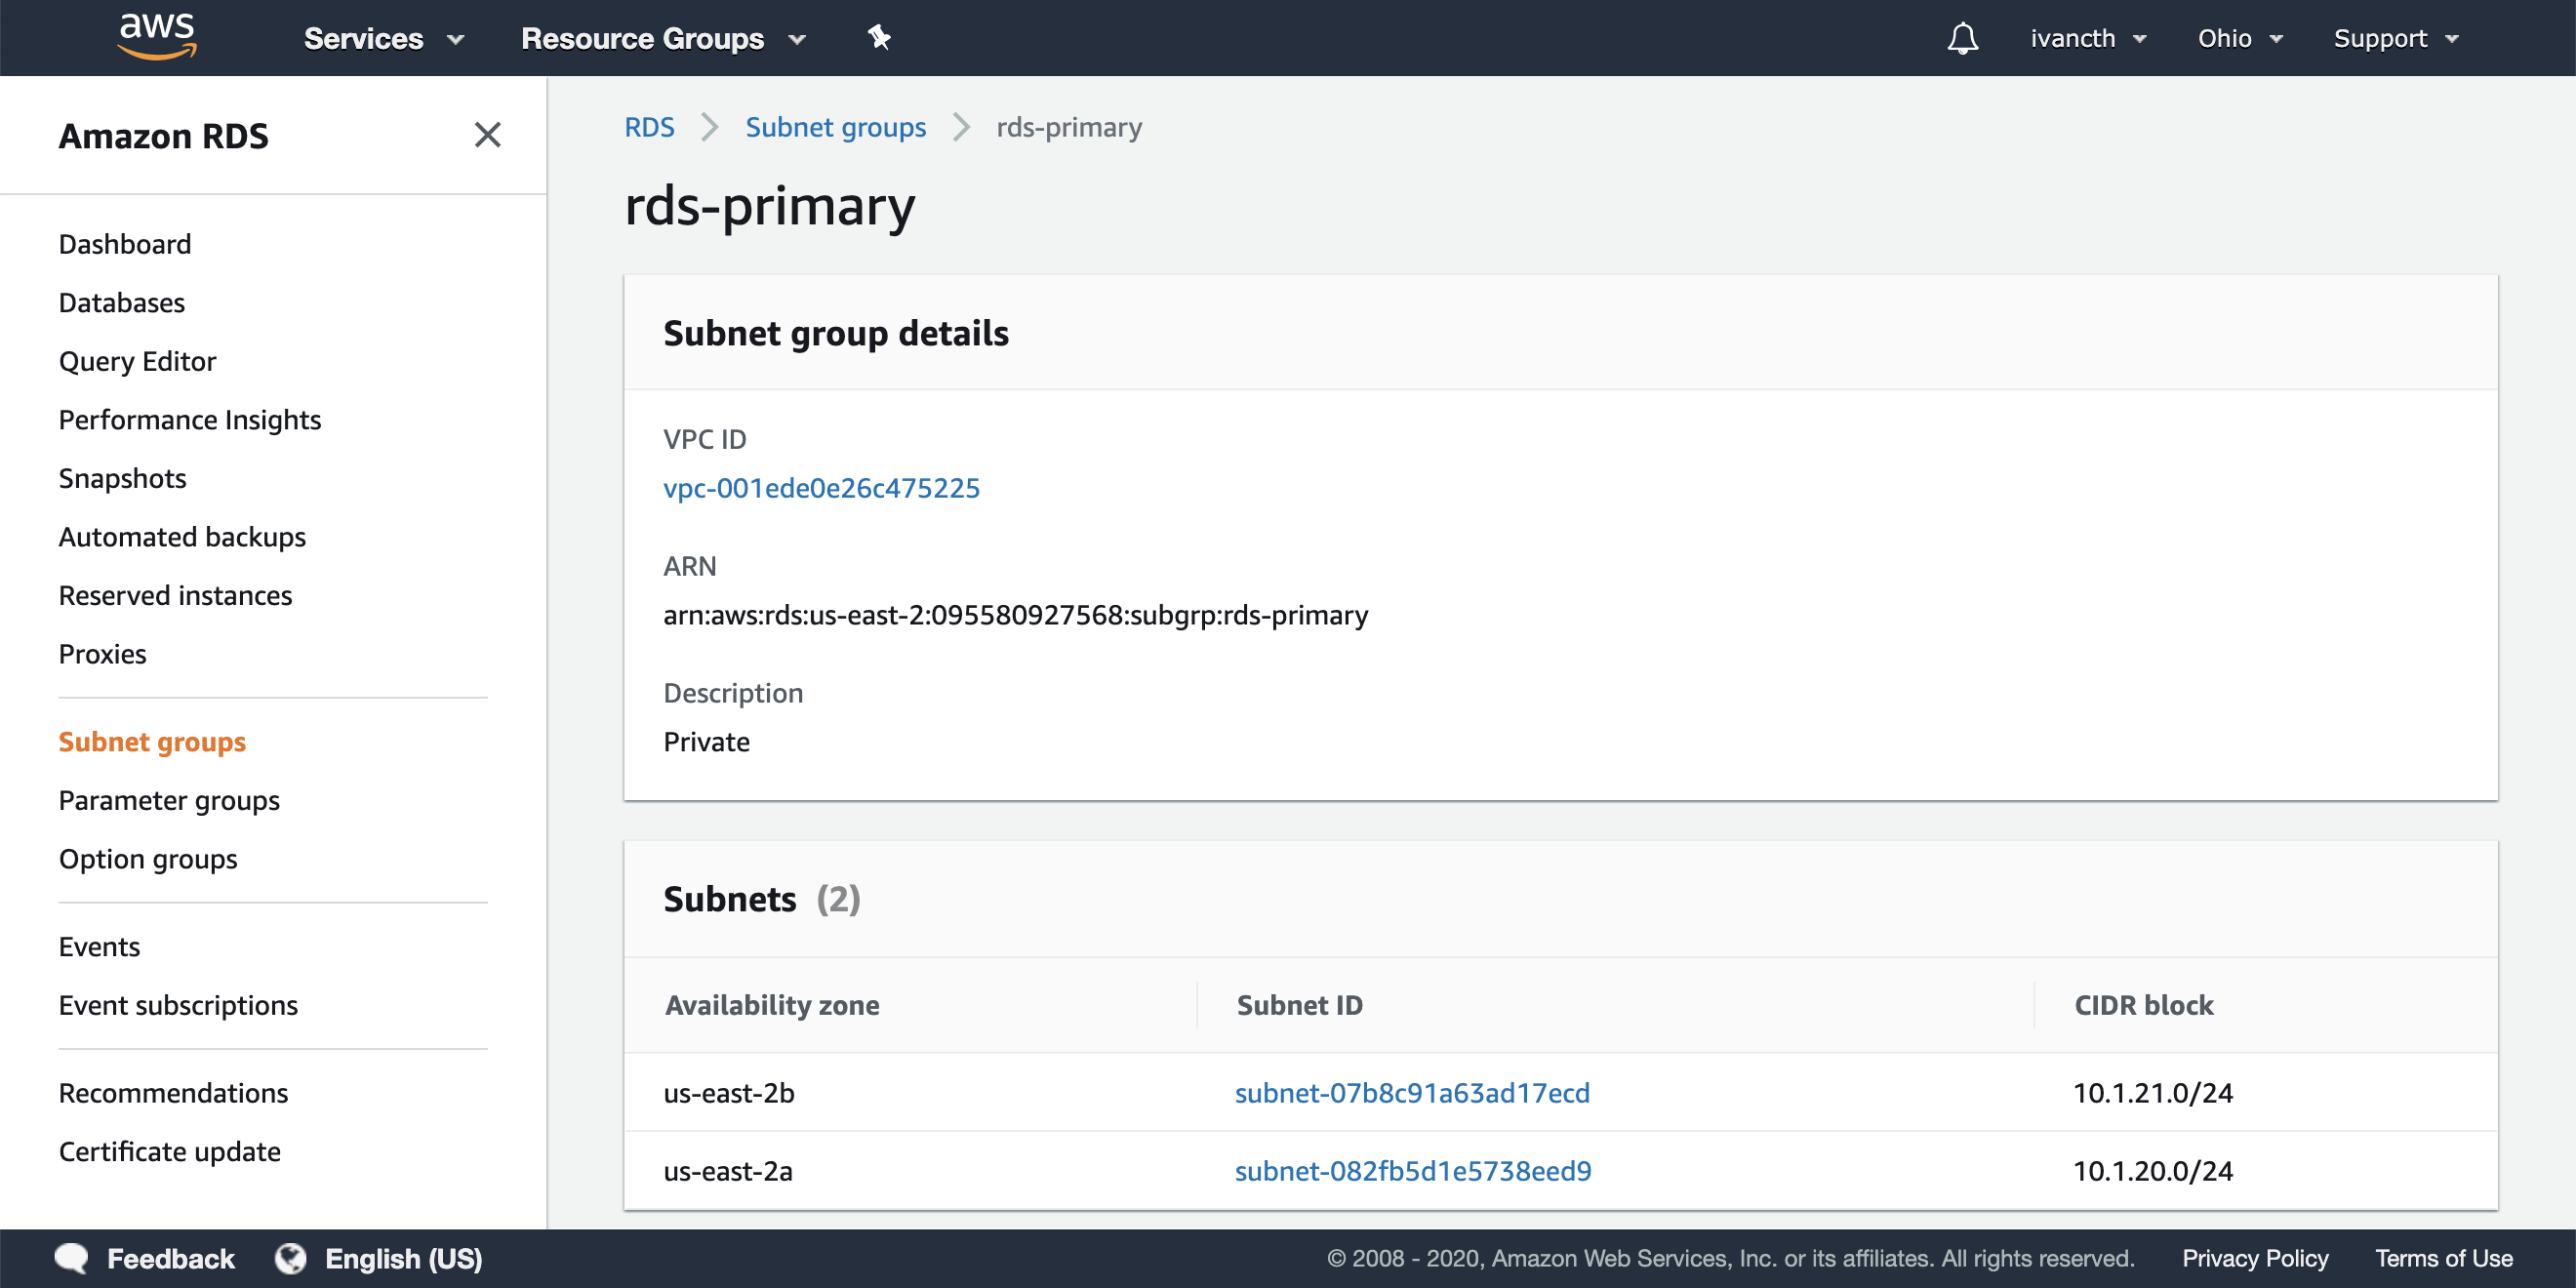 aws Services Resource Groups ivancth Ohio Support
Amazon RDS
Dashboard
Databases
Query Editor
Performance Insights
Snapshots
Automated backups
Reserved instances
Proxies
Subnet groups
Parameter groups
Option groups
Events
Event subscriptions
Recommendations
Certificate update
RDS Subnet groups rds-primary
rds-primary
Subnet group details
VPC ID
vpc-001ede0e26c475225
ARN
arn:aws:rds:us-east-2:095580927568:subgrp:rds-primary
Description
Private
Subnets (2)
Availability zone Subnet ID CIDR block
us-east-2b subnet-07b8c91a63ad17ecd 10.1.21.0/24
us-east-2a subnet-082fb5d1e5738eed9 10.1.20.0/24
Feedback English (US) © 2008 - 2020, Amazon Web Services, Inc. or its affiliates. All rights reserved. Privacy Policy Terms of Use